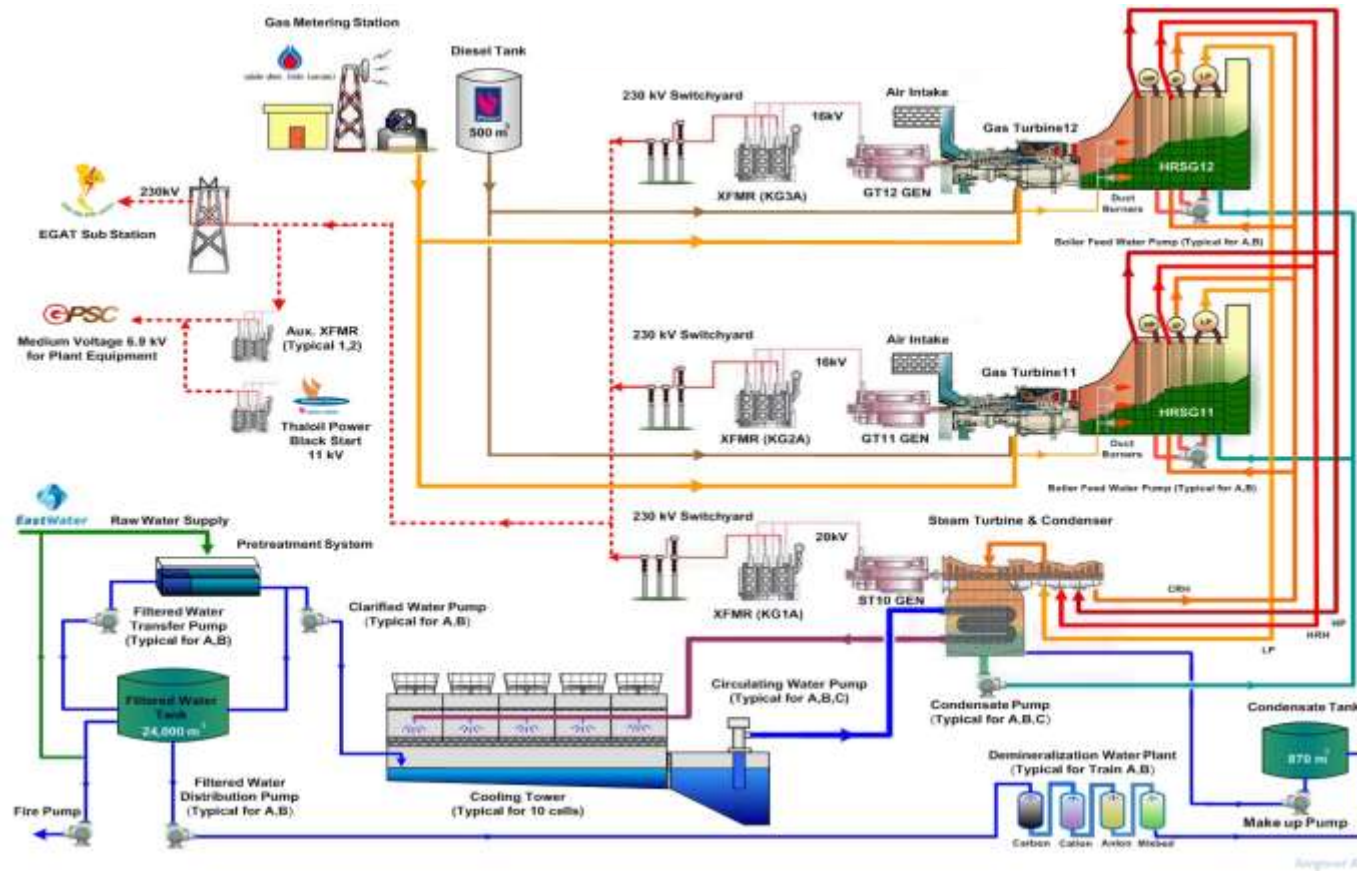 Gas Metering Station
Diesel Tank
500 m³
230 kV Switchyard
16kV
Air Intake
Gas Turbine12
HP
IP
LP
HRSG12
XFMR (KG3A)
GT12 GEN
Duct
Burners
Boiler Feed Water Pump (Typical for A,B)
230kV
EGAT Sub Station
GPSC
Medium Voltage 6.9 kV
for Plant Equipment
Aux. XFMR
(Typical 1,2)
Thaioil Power
Black Start
11 kV
230 kV Switchyard
16kV
Air Intake
Gas Turbine11
HP
IP
LP
HRSG11
XFMR (KG2A)
GT11 GEN
Duct
Burners
Boiler Feed Water Pump (Typical for A,B)
230 kV Switchyard
20kV
Steam Turbine & Condenser
XFMR (KG1A)
ST10 GEN
CRH
HP
HRH
LP
EastWater
Raw Water Supply
Pretreatment System
Filtered Water
Transfer Pump
(Typical for A,B)
Clarified Water Pump
(Typical for A,B)
Filtered Water
Tank
24,000 m³
Circulating Water Pump
(Typical for A,B,C)
Condensate Pump
(Typical for A,B,C)
Condensate Tank
870 m³
Demineralization Water Plant
(Typical for Train A,B)
Filtered Water
Distribution Pump
(Typical for A,B)
Fire Pump
Cooling Tower
(Typical for 10 cells)
Carbon
Cation
Anion
Mixbed
Make up Pump